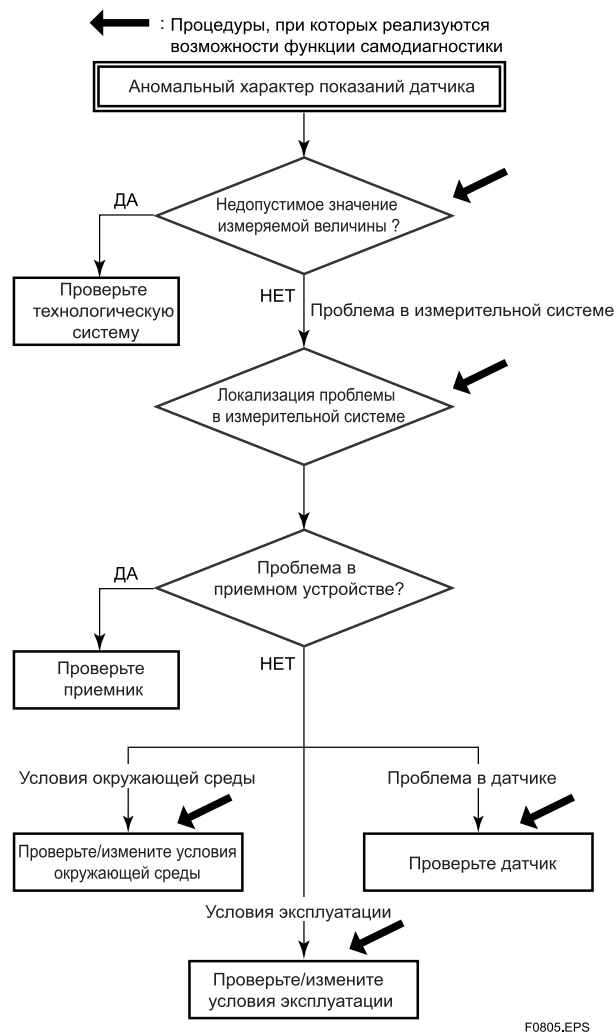 : Процедуры, при которых реализуются
возможности функции самодиагностики
Аномальный характер показаний датчика
Недопустимое значение
измеряемой величины ?
ДА
Проверьте
технологическую
систему
НЕТ
Проблема в измерительной системе
Локализация проблемы
в измерительной системе
Проблема в
приемном устройстве?
ДА
Проверьте
приемник
НЕТ
Условия окружающей среды
Проблема в датчике
Проверьте/измените условия
окружающей среды
Проверьте датчик
Условия эксплуатации
Проверьте/измените
условия эксплуатации
F0805.EPS